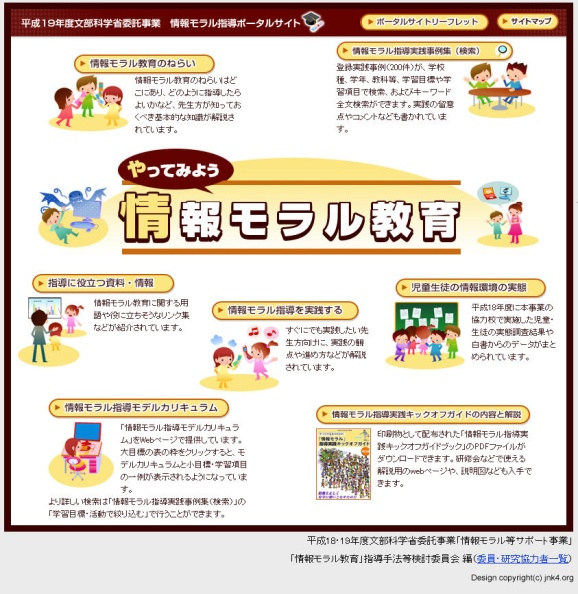 平成19年度文部科学省委託事業 情報モラル指導ポータルサイト
ポータルサイトリーフレット
サイトマップ
情報モラル教育のねらい
情報モラル教育のねらいはど
こにあり、どのように指導したら
よいかなど、先生方が知ってお
くべき基本的な知識が解説さ
れています。
情報モラル指導実践事例集(検索)
登録実践事例(200件)が、学校
種、学年、教科等、学習目標や学
習項目で検索、およびキーワード
全文検索ができます。実践の留意
点やコメントなども書かれていま
す。
やってみよう
情報モラル教育
指導に役立つ資料・情報
情報モラル教育に関する用
語や役に立ちそうなリンク集
などが紹介されています。
情報モラル指導を実践する
すぐにでも実践したい先
生方向けに、実践の観
点や進め方などが解説
されています。
児童生徒の情報環境の実態
平成18年度に本事業の
協力校で実施した児童・
生徒の実態調査結果や
白書からのデータがまと
められています。
情報モラル指導モデルカリキュラム
「情報モラル指導モデルカリキュラ
ム」をWebページで提供しています。
大目標の表の枠をクリックすると、モ
デルカリキュラムと小目標・学習項目
の一例が表示されるようになっていま
す。
より詳しい検索は「情報モラル指導実践事例集(検索)」の
「学習目標・活動で絞り込む」で行うことができます。
情報モラル指導実践キックオフガイドの内容と解説
「情報モラル」
指導実践キックオフガイド
印刷物として配布された「情報モラル指導実
践キックオフガイドブック」のPDFファイルが
ダウンロードできます。研修会などで使える
解説用のwebページや、説明図なども入手で
きます。
平成18・19年度文部科学省委託事業「情報モラル等サポート事業」
「情報モラル教育」指導手法等検討委員会 編(委員・研究協力者一覧)
Design copyright(c) jnk4.org